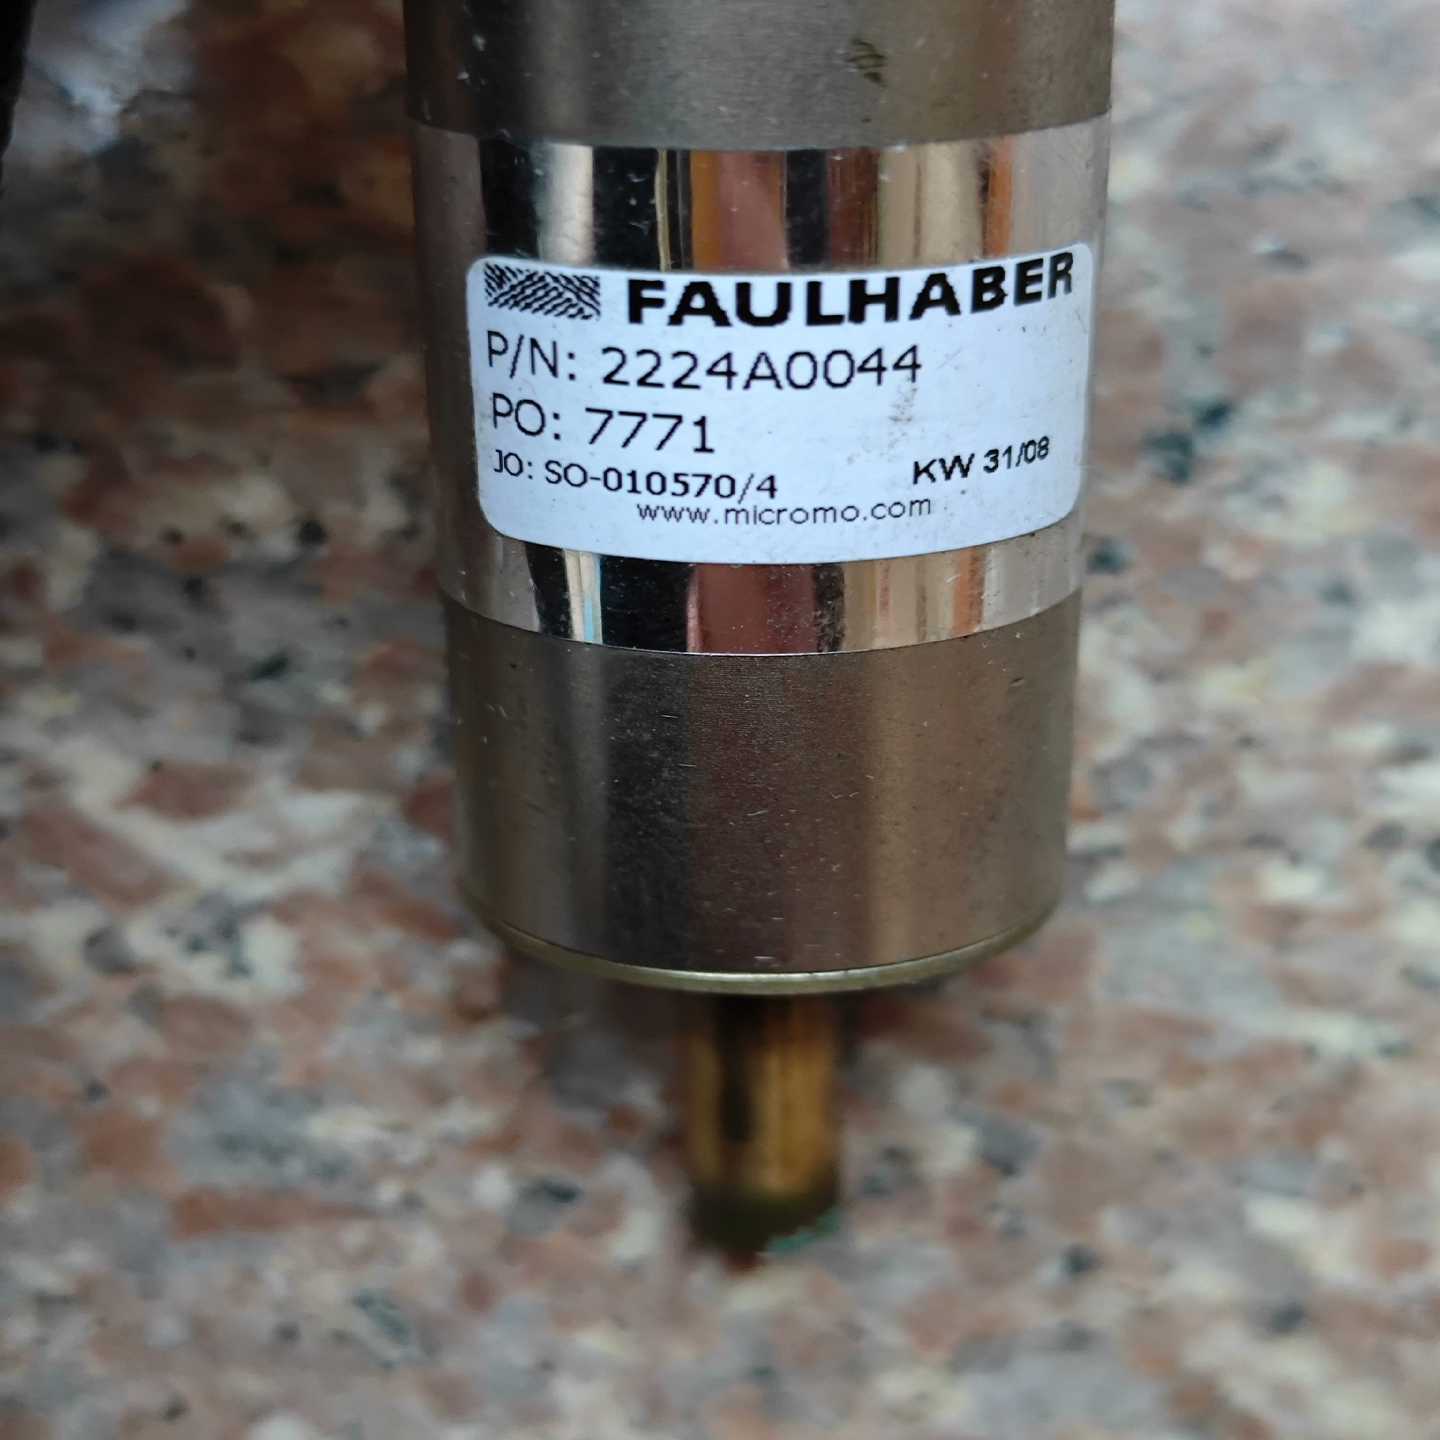 FAULHABER
P/N: 2224A0044
PO: 7771
JO: SO-010570/4 KW 31/08
www.micromo.com